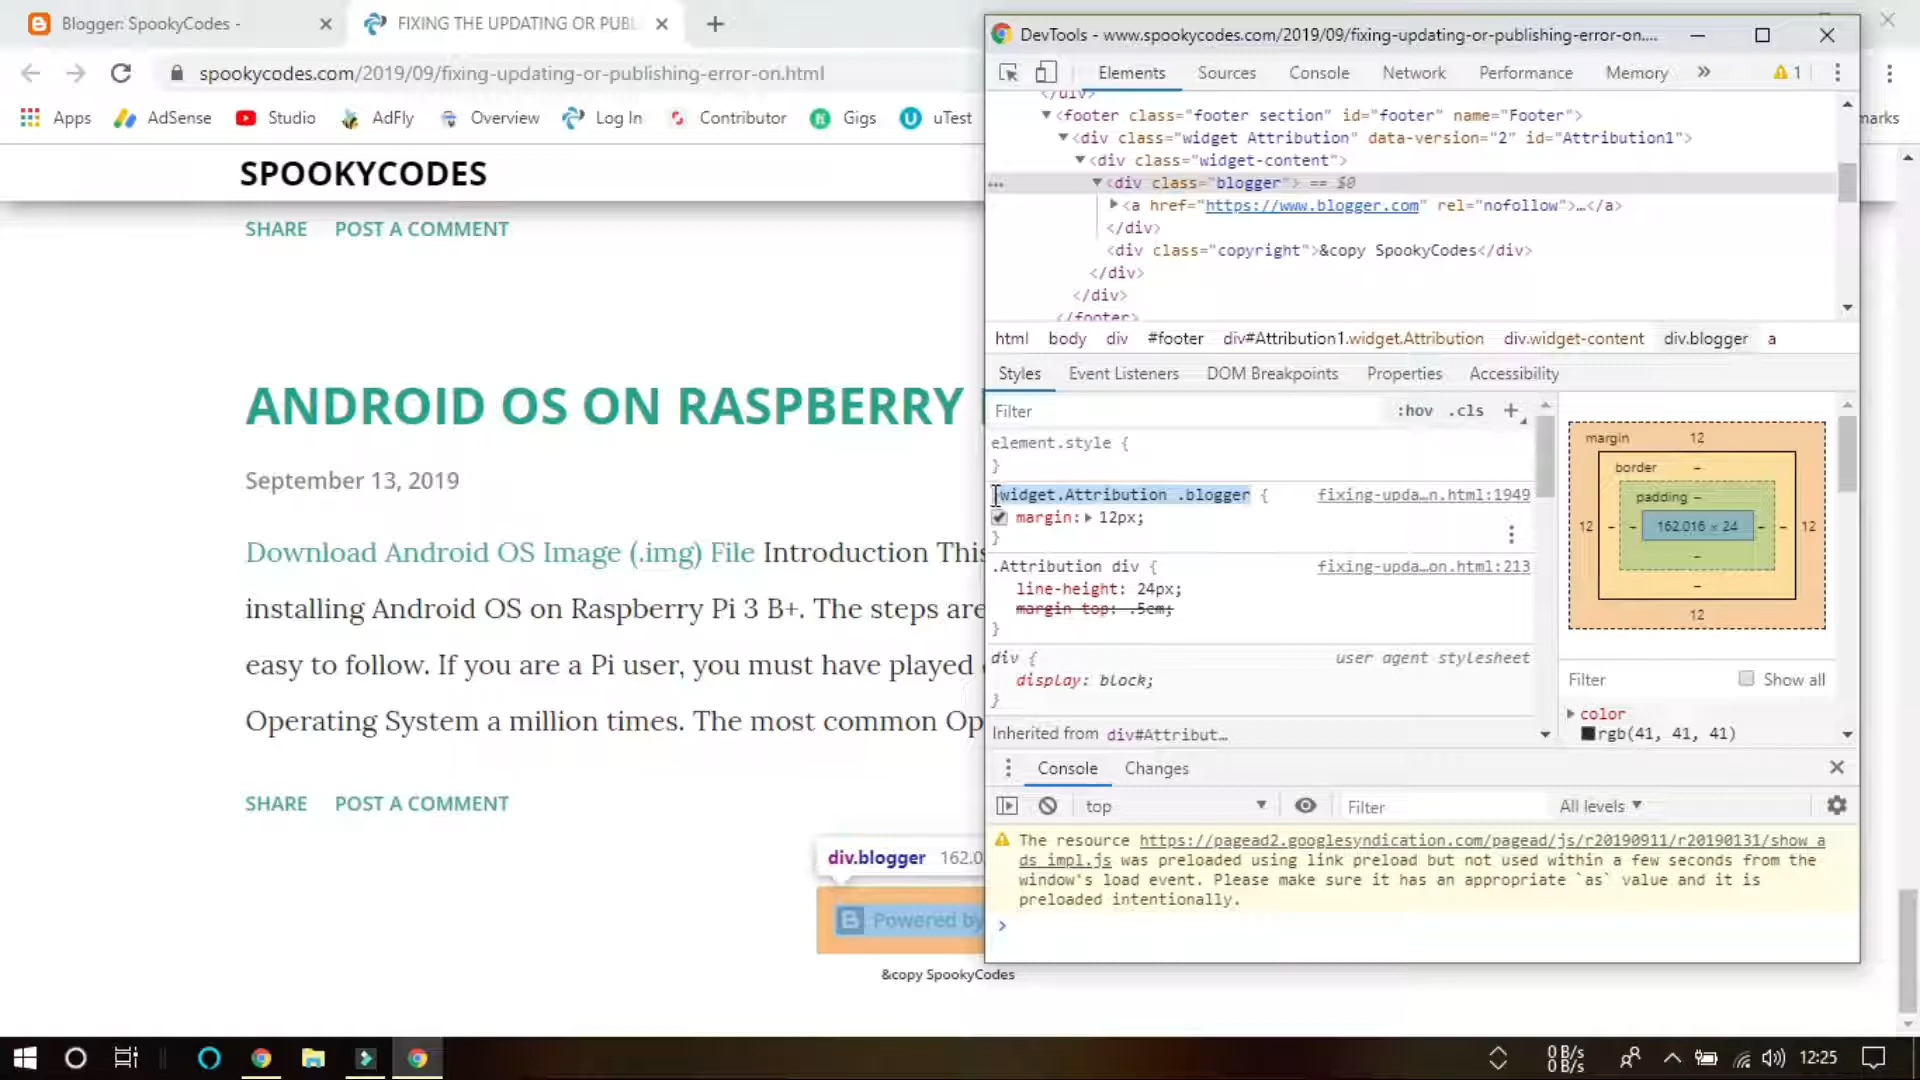 Blogger: SpookyCodes -
FIXING THE UPDATING OR PUBL
spookycodes.com/2019/09/fixing-updating-or-publishing-error-on.html
Apps
AdSense
Studio
AdFly
Overview
Log In
Contributor
Gigs
uTest
SPOOKYCODES
SHARE
POST A COMMENT
ANDROID OS ON RASPBERRY
September 13, 2019
Download Android OS Image (.img) File Introduction This
installing Android OS on Raspberry Pi 3 B+. The steps are
easy to follow. If you are a Pi user, you must have played
Operating System a million times. The most common Op
SHARE
POST A COMMENT
div.blogger 162.0
Powered by
&copy SpookyCodes
DevTools - www.spookycodes.com/2019/09/fixing-updating-or-publishing-error-on....
Elements
Sources
Console
Network
Performance
Memory
1
</div>
<footer class="footer section" id="footer" name="Footer">
<div class="widget Attribution" data-version="2" id="Attribution1">
<div class="widget-content">
<div class="blogger"> == $0
<a href="https://www.blogger.com" rel="nofollow">…</a>
</div>
<div class="copyright">&copy SpookyCodes</div>
</div>
</div>
</footer>
html body div #footer div#Attribution1.widget.Attribution div.widget-content div.blogger a
Styles
Event Listeners
DOM Breakpoints
Properties
Accessibility
Filter
:hov .cls +
element.style {
}
widget.Attribution .blogger {
fixing-upda…n.html:1949
margin: 12px;
}
.Attribution div {
fixing-upda…on.html:213
line-height: 24px;
margin-top: .5em;
}
div {
user agent stylesheet
display: block;
}
Inherited from div#Attribut…
margin 12
border –
padding –
12 – – 162.016 × 24 – – 12
–
–
12
Filter
Show all
color
rgb(41, 41, 41)
Console
Changes
top
Filter
All levels
The resource https://pagead2.googlesyndication.com/pagead/js/r20190911/r20190131/show_a
ds_impl.js was preloaded using link preload but not used within a few seconds from the
window's load event. Please make sure it has an appropriate `as` value and it is
preloaded intentionally.
0 B/s
0 B/s
12:25